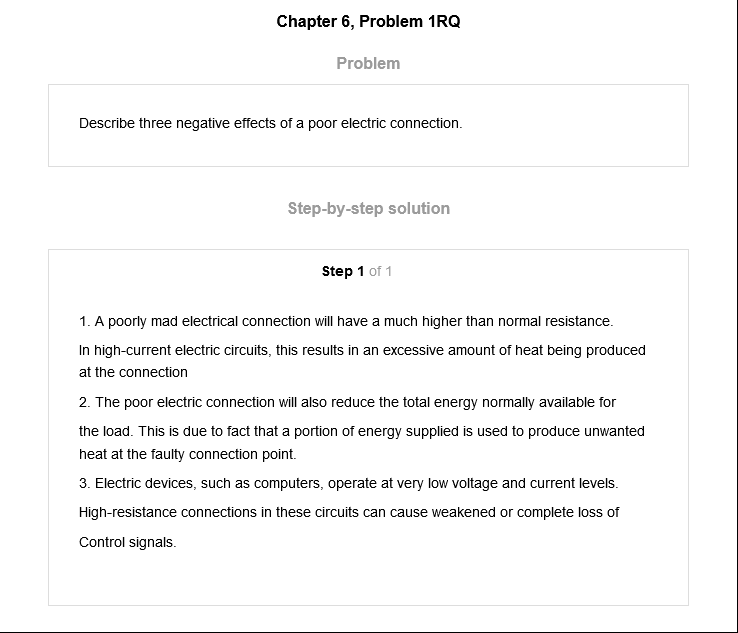 Chapter 6, Problem 1RQ
Problem
Describe three negative effects of a poor electric connection.
Step-by-step solution
Step 1 of 1
1. A poorly mad electrical connection will have a much higher than normal resistance.
In high-current electric circuits, this results in an excessive amount of heat being produced
at the connection
2. The poor electric connection will also reduce the total energy normally available for
the load. This is due to fact that a portion of energy supplied is used to produce unwanted
heat at the faulty connection point.
3. Electric devices, such as computers, operate at very low voltage and current levels.
High-resistance connections in these circuits can cause weakened or complete loss of
Control signals.